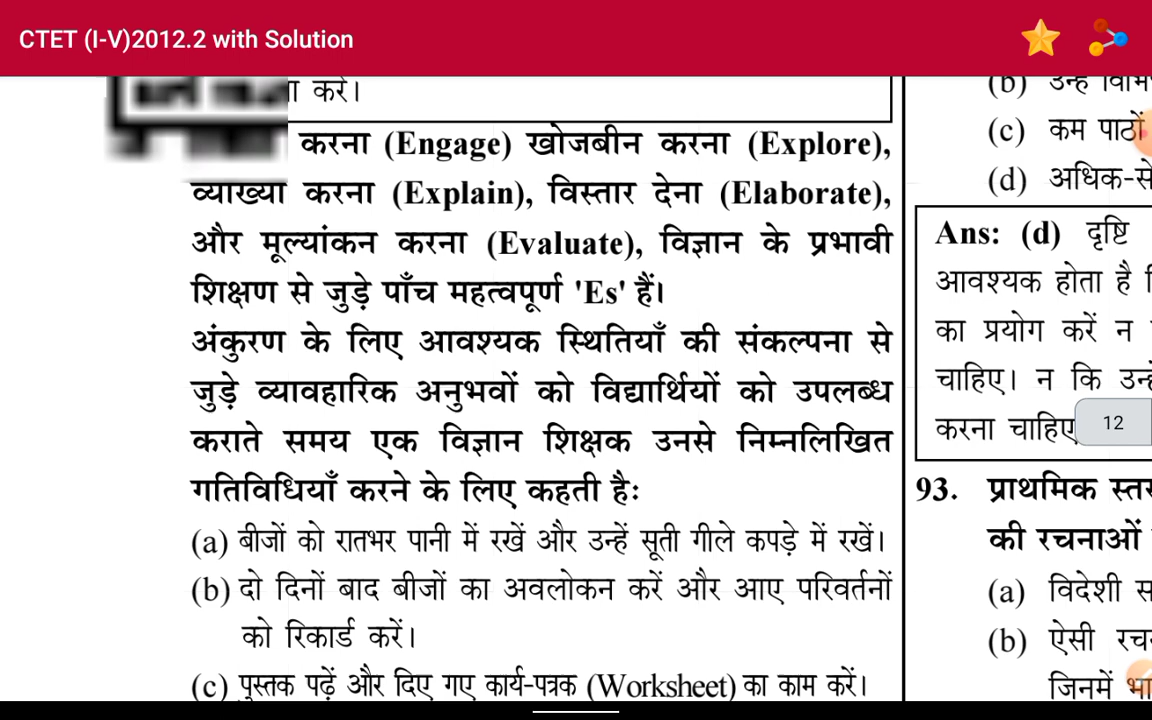 CTET (I-V)2012.2 with Solution
करें।
करना (Engage) खोजबीन करना (Explore),
व्याख्या करना (Explain), विस्तार देना (Elaborate),
और मूल्यांकन करना (Evaluate), विज्ञान के प्रभावी
शिक्षण से जुड़े पाँच महत्वपूर्ण 'Es' हैं।
अंकुरण के लिए आवश्यक स्थितियाँ की संकल्पना से
जुड़े व्यावहारिक अनुभवों को विद्यार्थियों को उपलब्ध
कराते समय एक विज्ञान शिक्षक उनसे निम्नलिखित
गतिविधियाँ करने के लिए कहती हैः
(a) बीजों को रातभर पानी में रखें और उन्हें सूती गीले कपड़े में रखें।
(b) दो दिनों बाद बीजों का अवलोकन करें और आए परिवर्तनों
को रिकार्ड करें।
(c) पुस्तक पढ़ें और दिए गए कार्य-पत्रक (Worksheet) का काम करें।
(b) उन्हें
(c) कम पाठों
(d) अधिक-से
Ans: (d) दृष्टि
आवश्यक होता है
का प्रयोग करें न
चाहिए। न कि
करना चाहिए
12
93. प्राथमिक
की रचनाओं
(a) विदेशी
(b) ऐसी
जिनमें